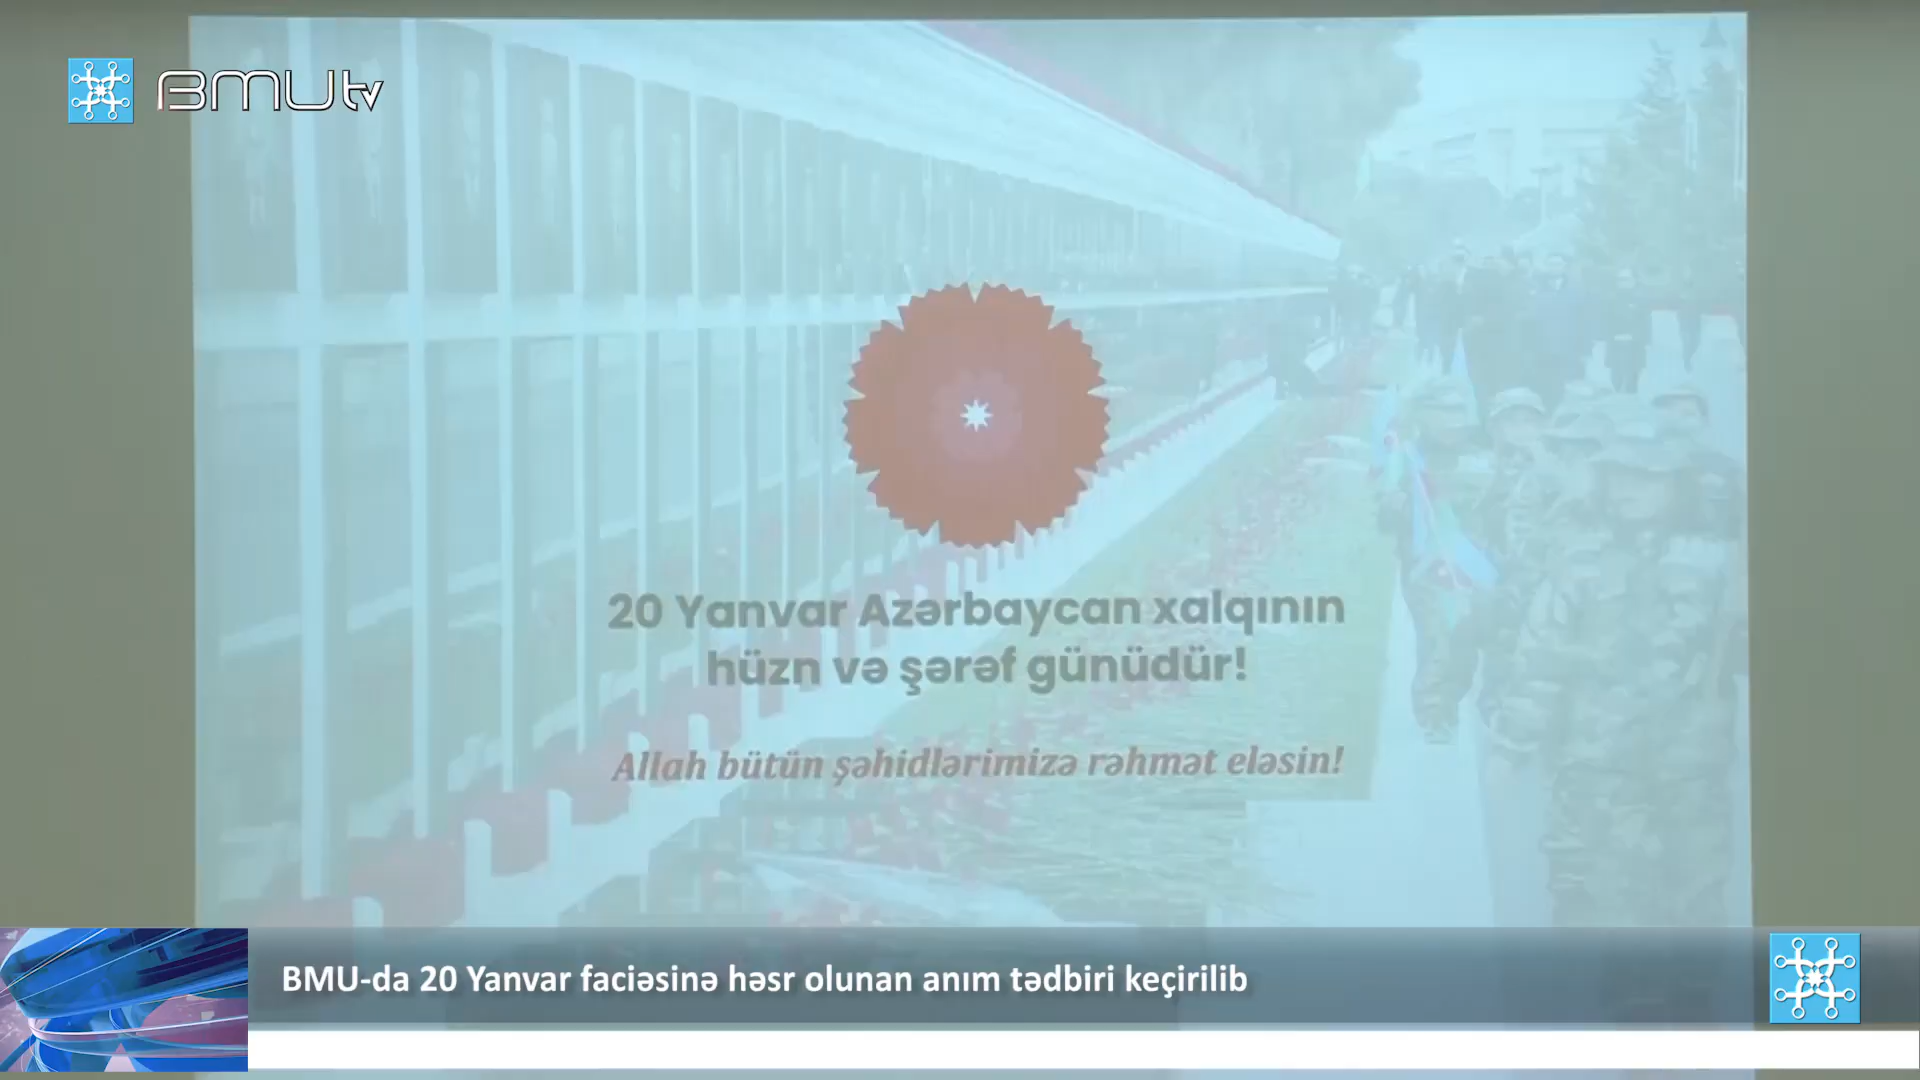 BMUtv
20 Yanvar Azərbaycan xalqının
hüzn və şərəf günüdür!
Allah bütün şəhidlərimizə rəhmət eləsin!
BMU-da 20 Yanvar faciəsinə həsr olunan anım tədbiri keçirilib